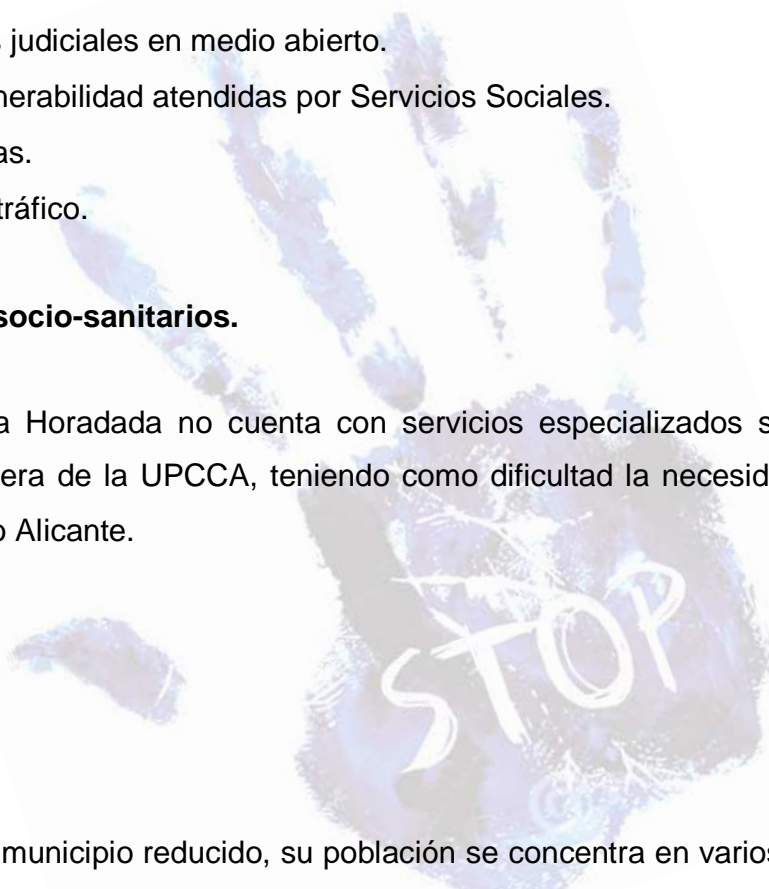 judiciales en medio abierto.
nerabilidad atendidas por Servicios Sociales.
as.
tráfico.
socio-sanitarios.
a Horadada no cuenta con servicios especializados s
era de la UPCCA, teniendo como dificultad la necesid
o Alicante.
STOP
municipio reducido, su población se concentra en varios